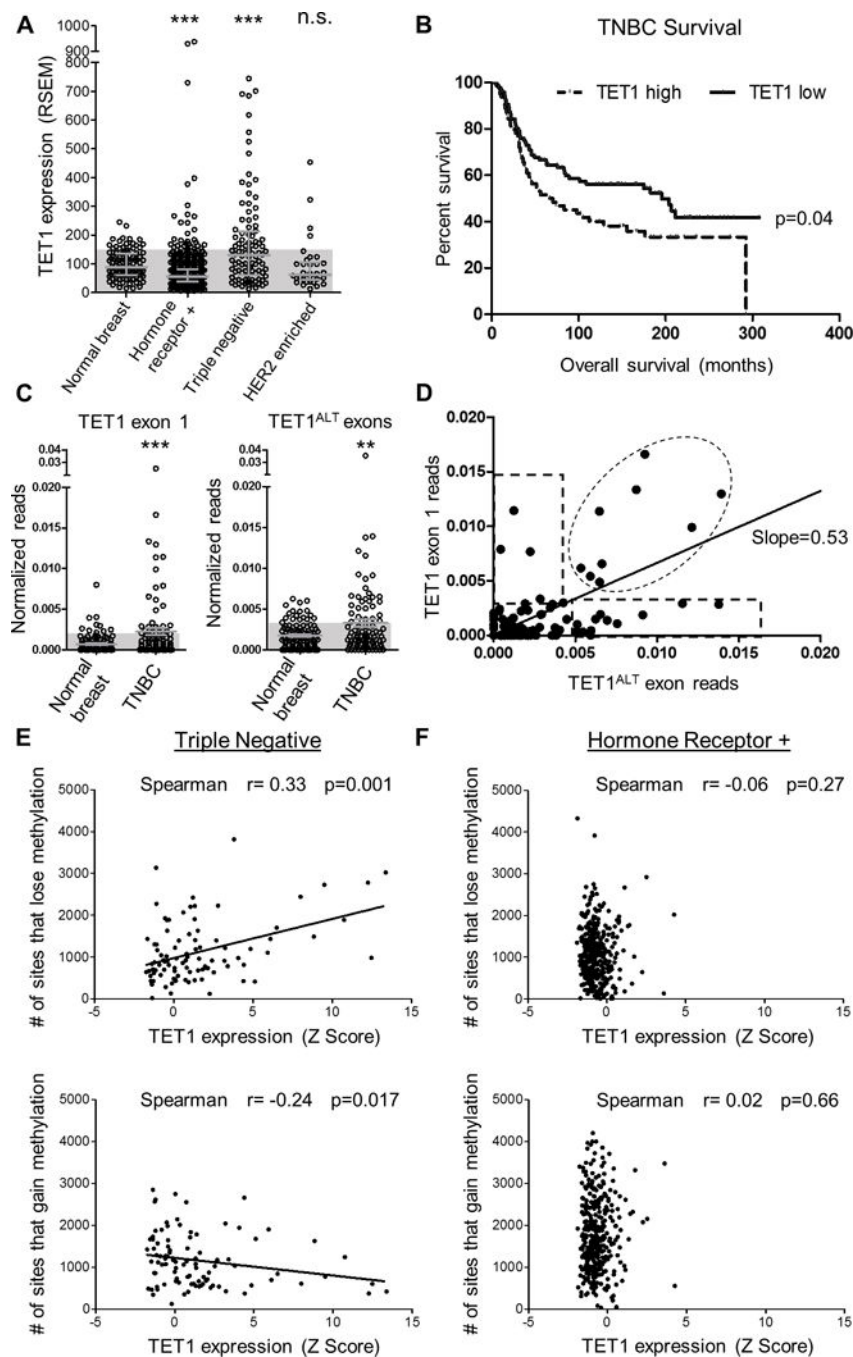 A
*** *** n.s.
TET1 expression (RSEM)
1000
900
800
700
600
500
400
300
200
100
0
Normal breast
Hormone
receptor +
Triple negative
HER2 enriched
B
TNBC Survival
TET1 high
TET1 low
Percent survival
100
80
60
40
20
0
p=0.04
0 100 200 300 400
Overall survival (months)
C
TET1 exon 1
***
Normalized reads
0.04
0.03
0.020
0.015
0.010
0.005
0.000
Normal
breast
TNBC
TET1ALT exons
**
Normalized reads
0.04
0.03
0.020
0.015
0.010
0.005
0.000
Normal
breast
TNBC
D
TET1 exon 1 reads
0.020
0.015
0.010
0.005
0.000
Slope=0.53
0.000 0.005 0.010 0.015 0.020
TET1ALT exon reads
E
Triple Negative
Spearman r= 0.33 p=0.001
# of sites that lose methylation
5000
4000
3000
2000
1000
0
-5 0 5 10 15
TET1 expression (Z Score)
Spearman r= -0.24 p=0.017
# of sites that gain methylation
5000
4000
3000
2000
1000
0
-5 0 5 10 15
TET1 expression (Z Score)
F
Hormone Receptor +
Spearman r= -0.06 p=0.27
# of sites that lose methylation
5000
4000
3000
2000
1000
0
-5 0 5 10 15
TET1 expression (Z Score)
Spearman r= 0.02 p=0.66
# of sites that gain methylation
5000
4000
3000
2000
1000
0
-5 0 5 10 15
TET1 expression (Z Score)